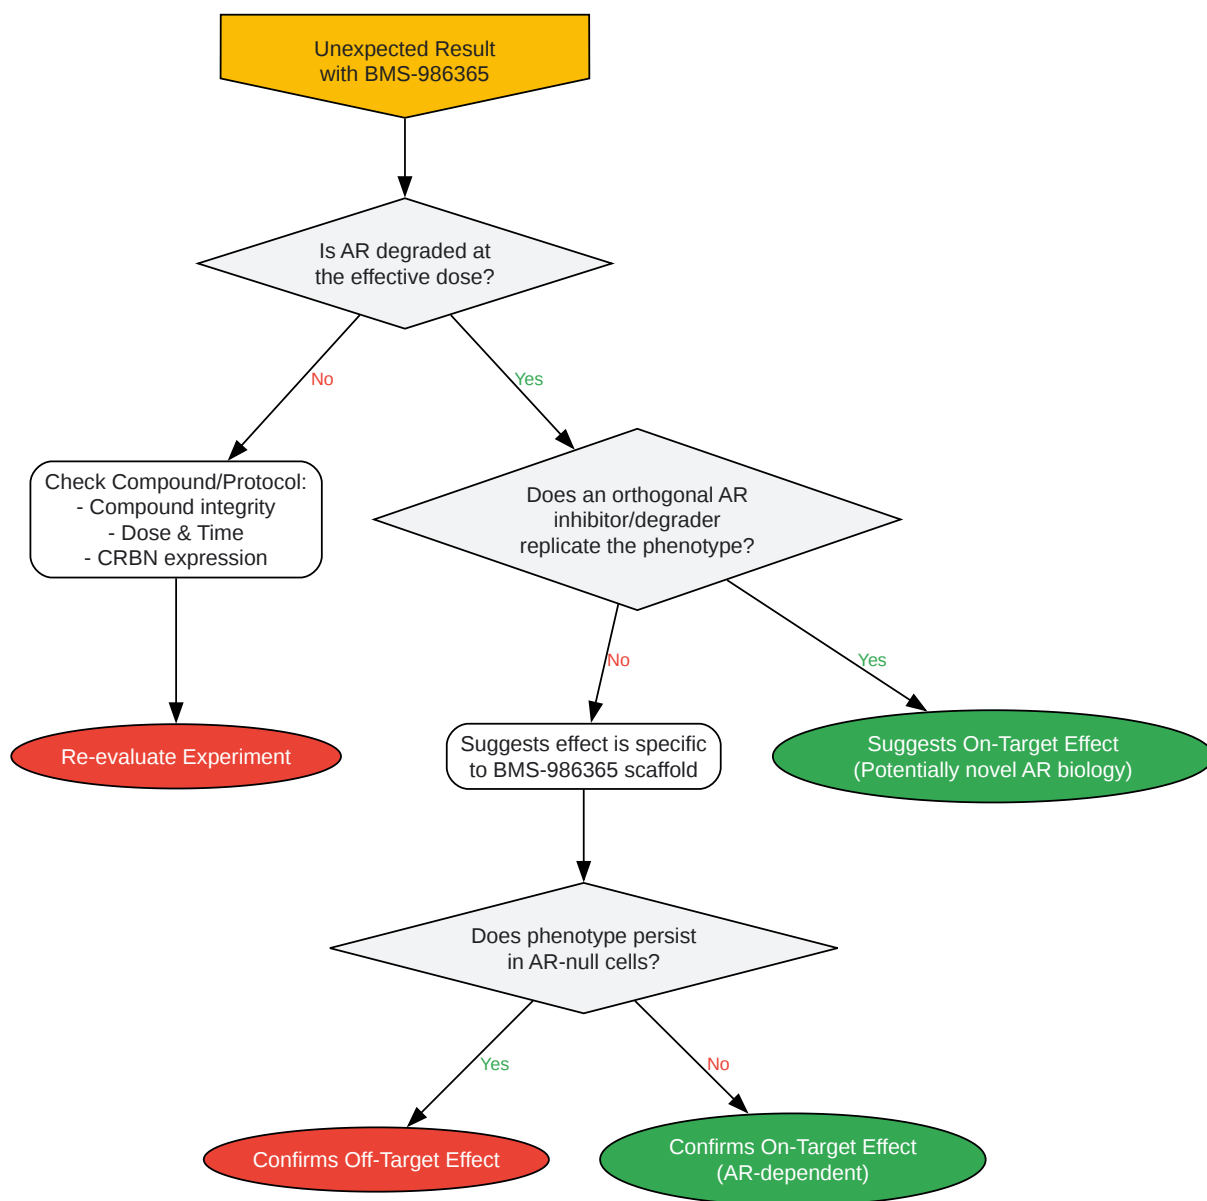 Unexpected Result
with BMS-986365
Is AR degraded at
the effective dose?
No
Yes
Check Compound/Protocol:
- Compound integrity
- Dose & Time
- CRBN expression
Does an orthogonal AR
inhibitor/degrader
replicate the phenotype?
No
Yes
Re-evaluate Experiment
Suggests effect is specific
to BMS-986365 scaffold
Suggests On-Target Effect
(Potentially novel AR biology)
Does phenotype persist
in AR-null cells?
Yes
No
Confirms Off-Target Effect
Confirms On-Target Effect
(AR-dependent)